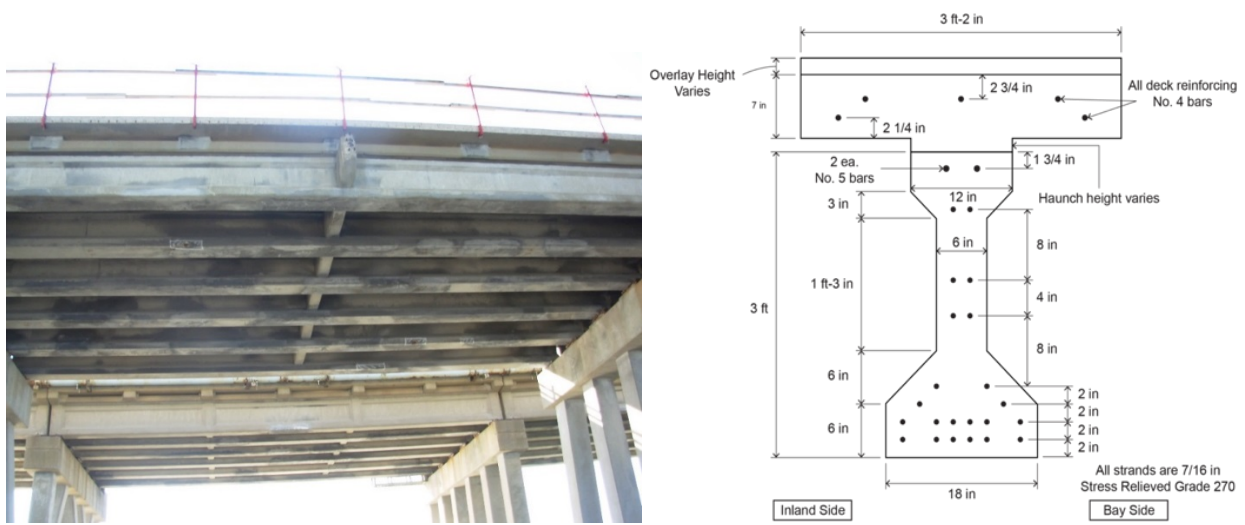 3 ft-2 in
Overlay Height
Varies
7 in
2 3/4 in
All deck reinforcing
No. 4 bars
2 1/4 in
2 ea.
No. 5 bars
1 3/4 in
12 in
Haunch height varies
3 in
6 in
8 in
1 ft-3 in
4 in
3 ft
8 in
6 in
2 in
2 in
6 in
2 in
2 in
18 in
All strands are 7/16 in
Stress Relieved Grade 270
Inland Side
Bay Side